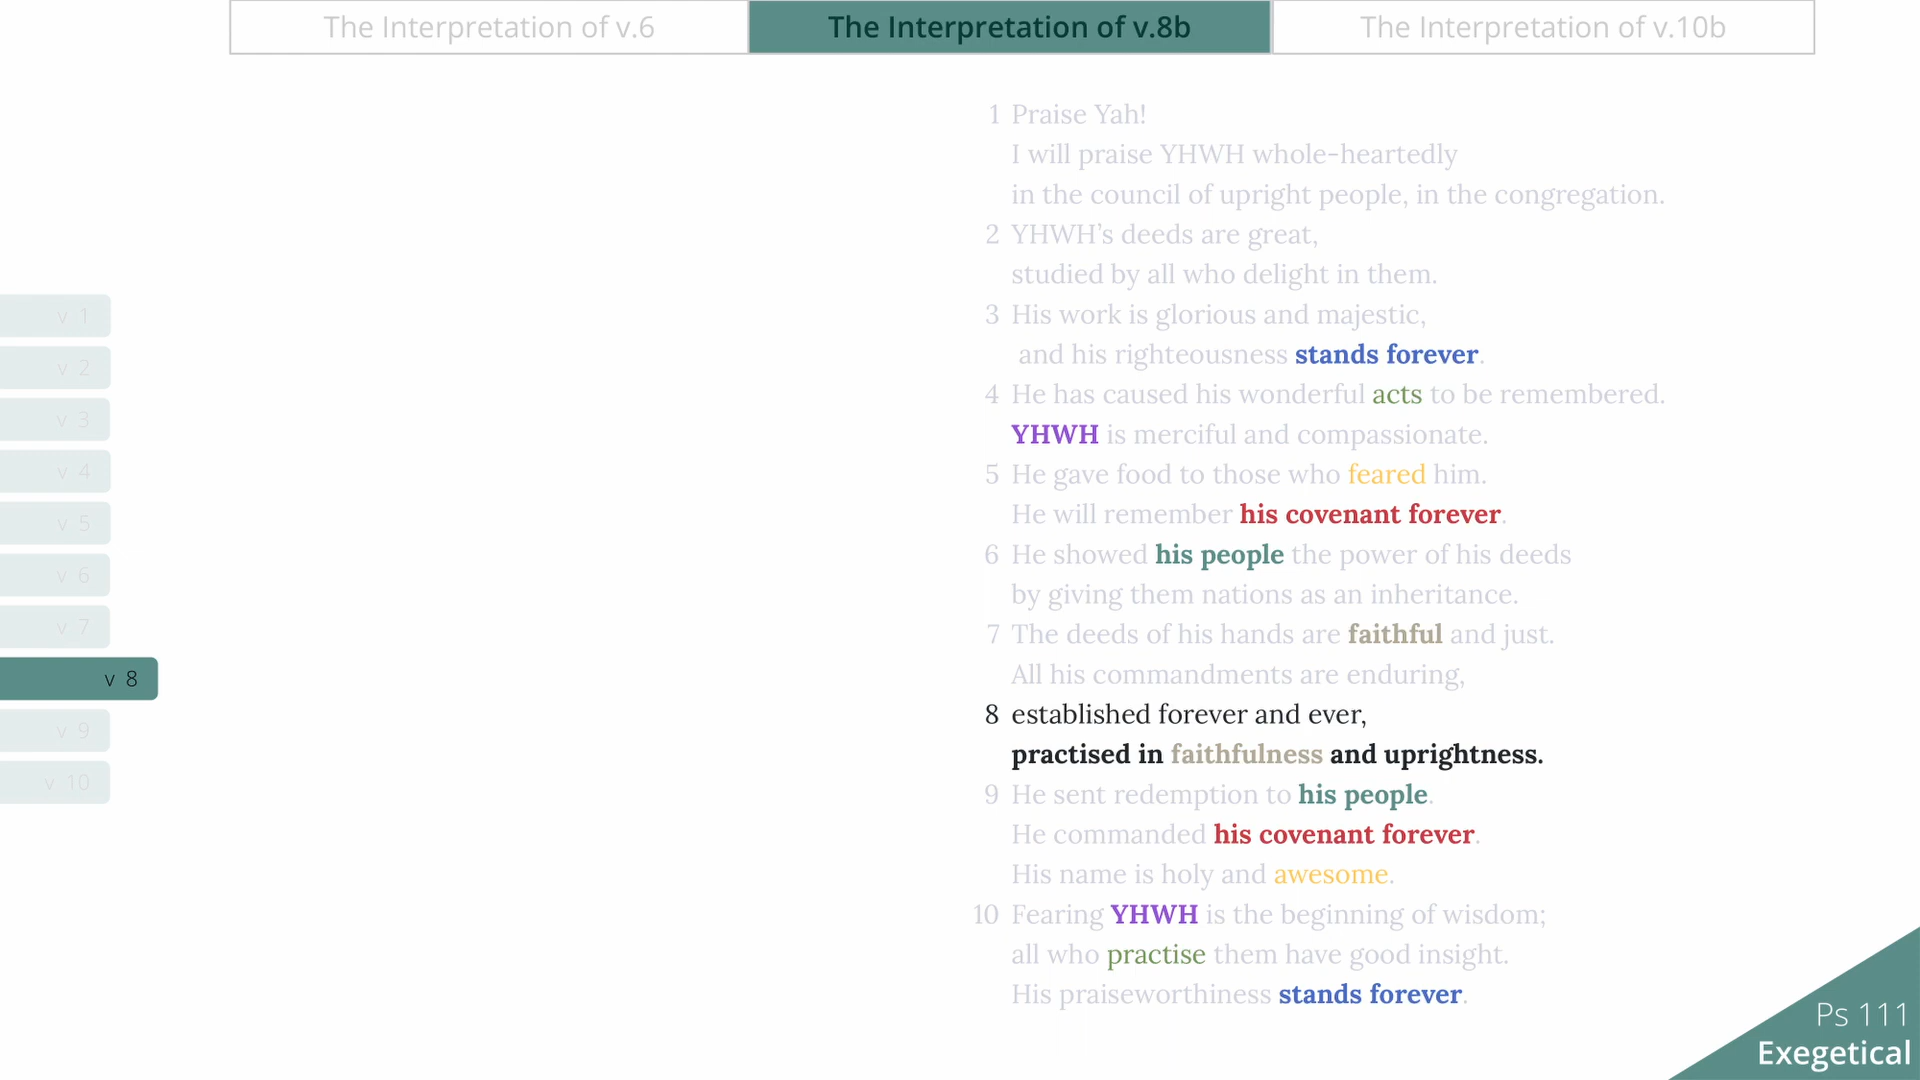 The Interpretation of v.6
The Interpretation of v.8b
The Interpretation of v.10b
1 Praise Yah!
I will praise YHWH whole-heartedly
in the council of upright people, in the congregation.
2 YHWH’s deeds are great,
studied by all who delight in them.
3 His work is glorious and majestic,
and his righteousness stands forever.
4 He has caused his wonderful acts to be remembered.
YHWH is merciful and compassionate.
5 He gave food to those who feared him.
He will remember his covenant forever.
6 He showed his people the power of his deeds
by giving them nations as an inheritance.
7 The deeds of his hands are faithful and just.
All his commandments are enduring,
8 established forever and ever,
practised in faithfulness and uprightness.
9 He sent redemption to his people.
He commanded his covenant forever.
His name is holy and awesome.
10 Fearing YHWH is the beginning of wisdom;
all who practise them have good insight.
His praiseworthiness stands forever.
v 1
v 2
v 3
v 4
v 5
v 6
v 7
v 8
v 9
v 10
Ps 111
Exegetical